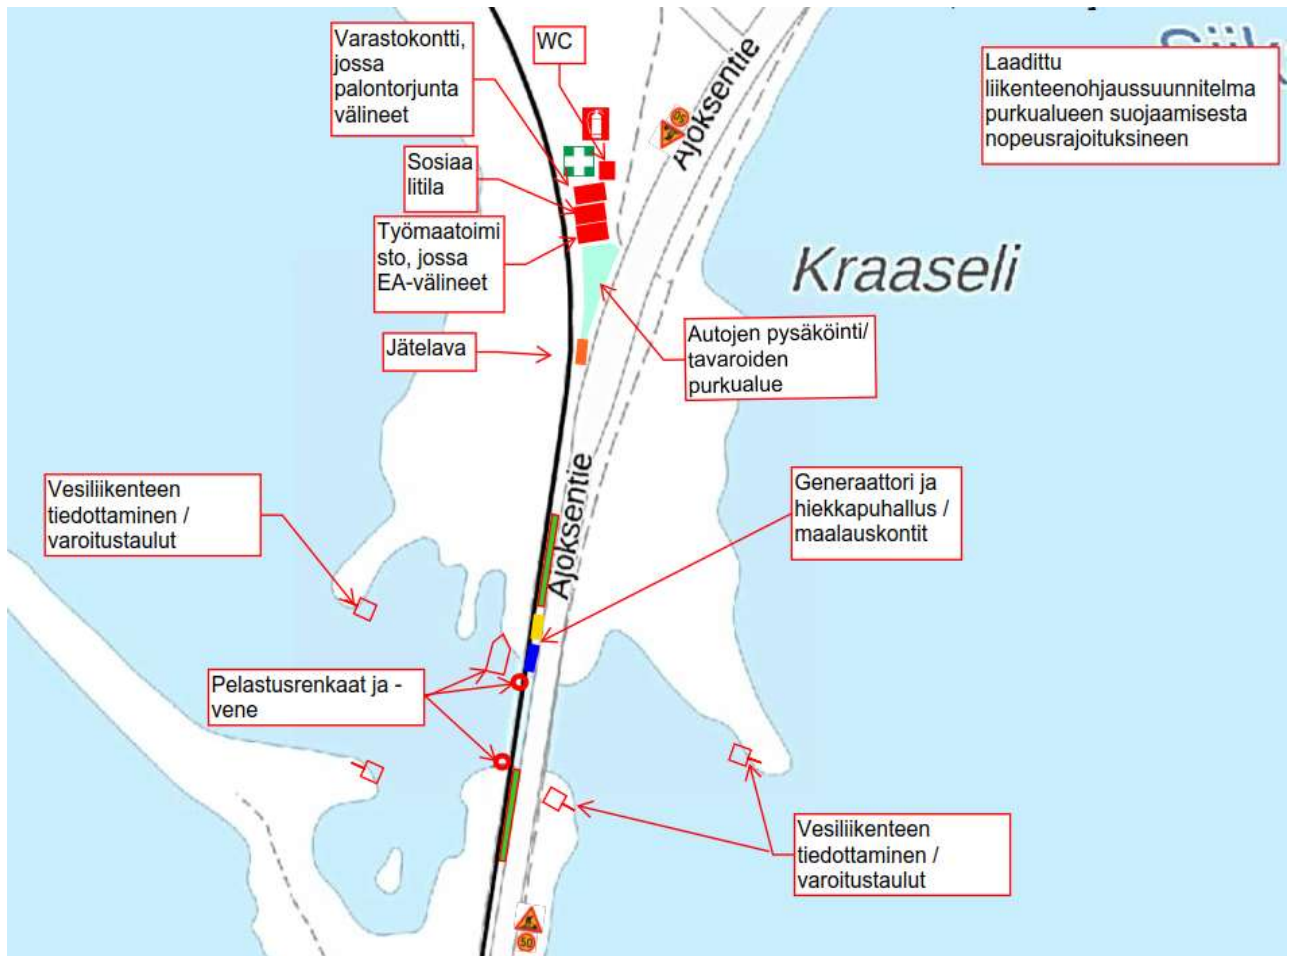 Varastokontti,
jossa
palontorjunta
välineet
WC
Laadittu
liikenteenohjaussuunnitelma
purkualueen suojaamisesta
nopeusrajoituksineen
50
Ajoksentie
Sosiaa
litila
Työmaatoimi
sto, jossa
EA-välineet
Kraaseli
Jätelava
Autojen pysäköinti/
tavaroiden
purkualue
Ajoksentie
Vesiliikenteen
tiedottaminen /
varoitustaulut
Generaattori ja
hiekkapuhallus /
maalauskontit
Pelastusrenkaat ja -
vene
Vesiliikenteen
tiedottaminen /
varoitustaulut
50